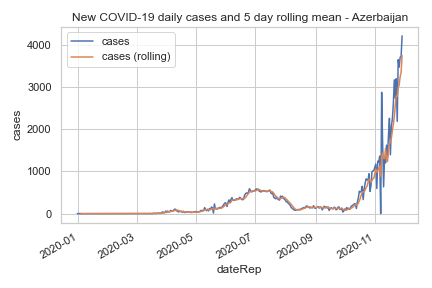 New COVID-19 daily cases and 5 day rolling mean - Azerbaijan
cases
cases (rolling)
4000
3000
2000
1000
0
cases
2020-01
2020-03
2020-05
2020-07
2020-09
2020-11
dateRep